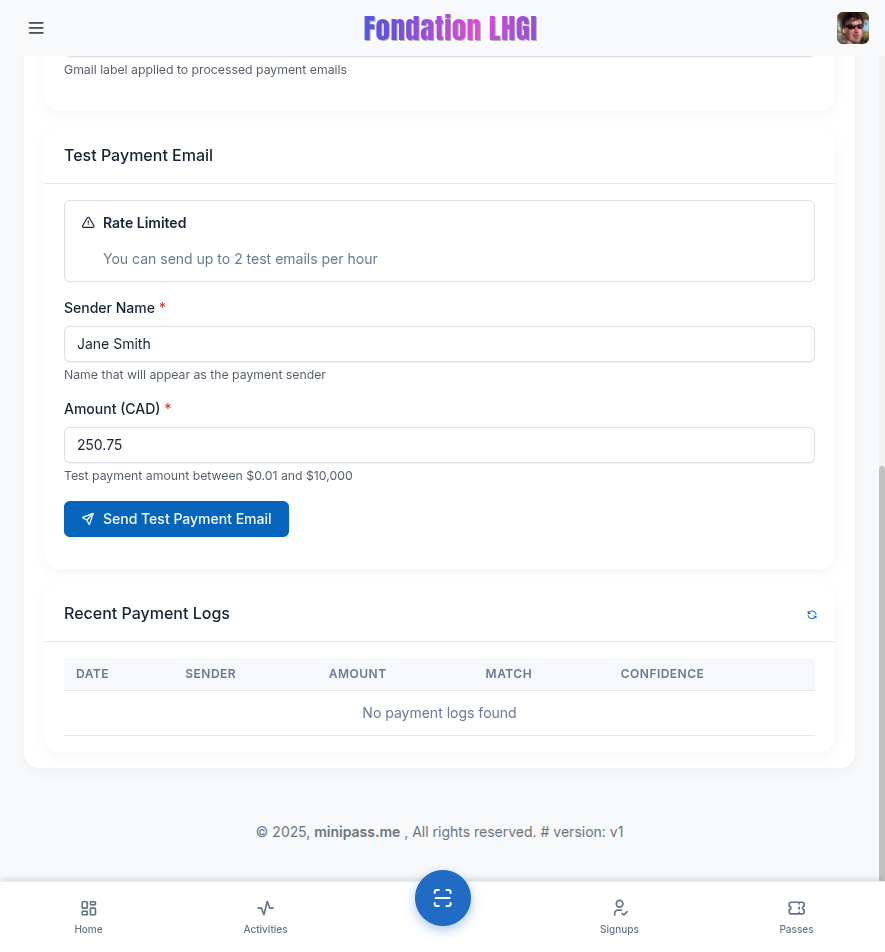 Fondation LHGI
Gmail label applied to processed payment emails
Test Payment Email
Rate Limited
You can send up to 2 test emails per hour
Sender Name *
Jane Smith
Name that will appear as the payment sender
Amount (CAD) *
250.75
Test payment amount between $0.01 and $10,000
Send Test Payment Email
Recent Payment Logs
DATE SENDER AMOUNT MATCH CONFIDENCE
No payment logs found
© 2025, minipass.me , All rights reserved. # version: v1
Home Activities Signups Passes